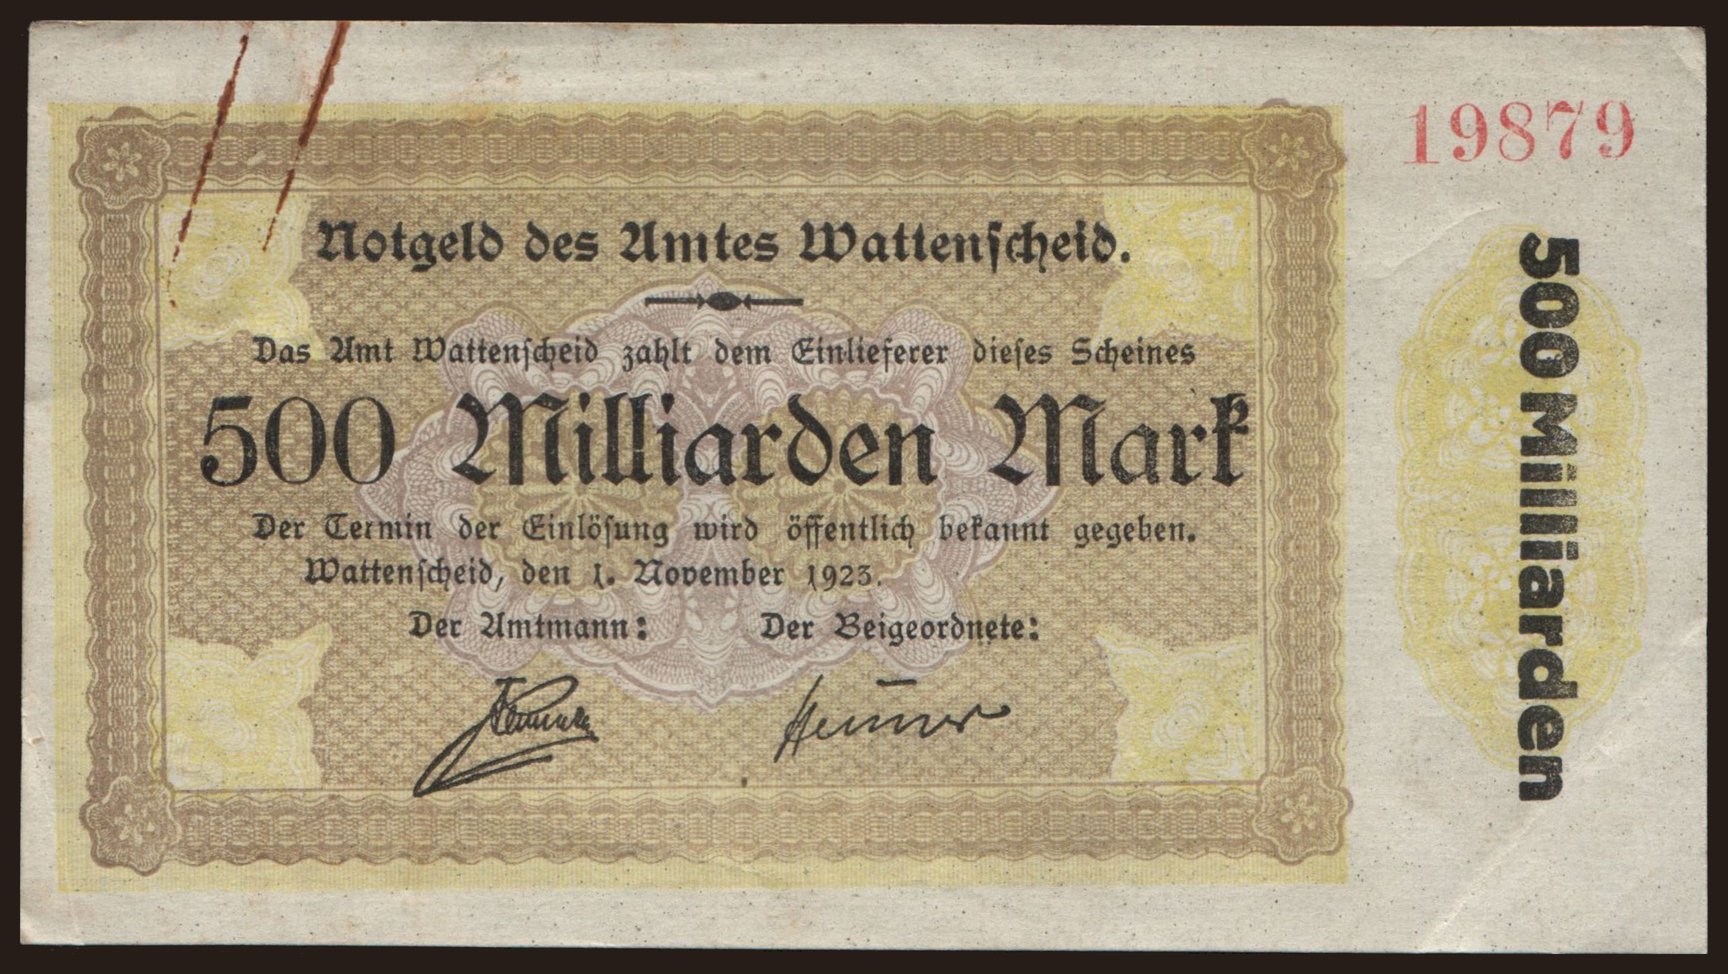 19879
Notgeld des Amtes Wattenscheid.
Das Amt Wattenscheid zahlt dem Einlieferer dieses Scheines
500 Milliarden Mark
Der Termin der Einlösung wird öffentlich bekannt gegeben.
Wattenscheid, den 1. November 1923.
Der Amtmann: Der Beigeordnete:
500 Milliarden